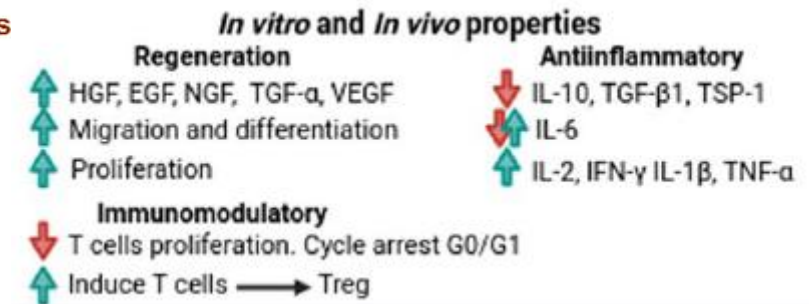 s
In vitro and In vivo properties
Regeneration
HGF, EGF, NGF, TGF-α, VEGF
Migration and differentiation
Proliferation
Antiinflammatory
IL-10, TGF-β1, TSP-1
IL-6
IL-2, IFN-γ IL-1β, TNF-α
Immunomodulatory
T cells proliferation. Cycle arrest G0/G1
Induce T cells Treg